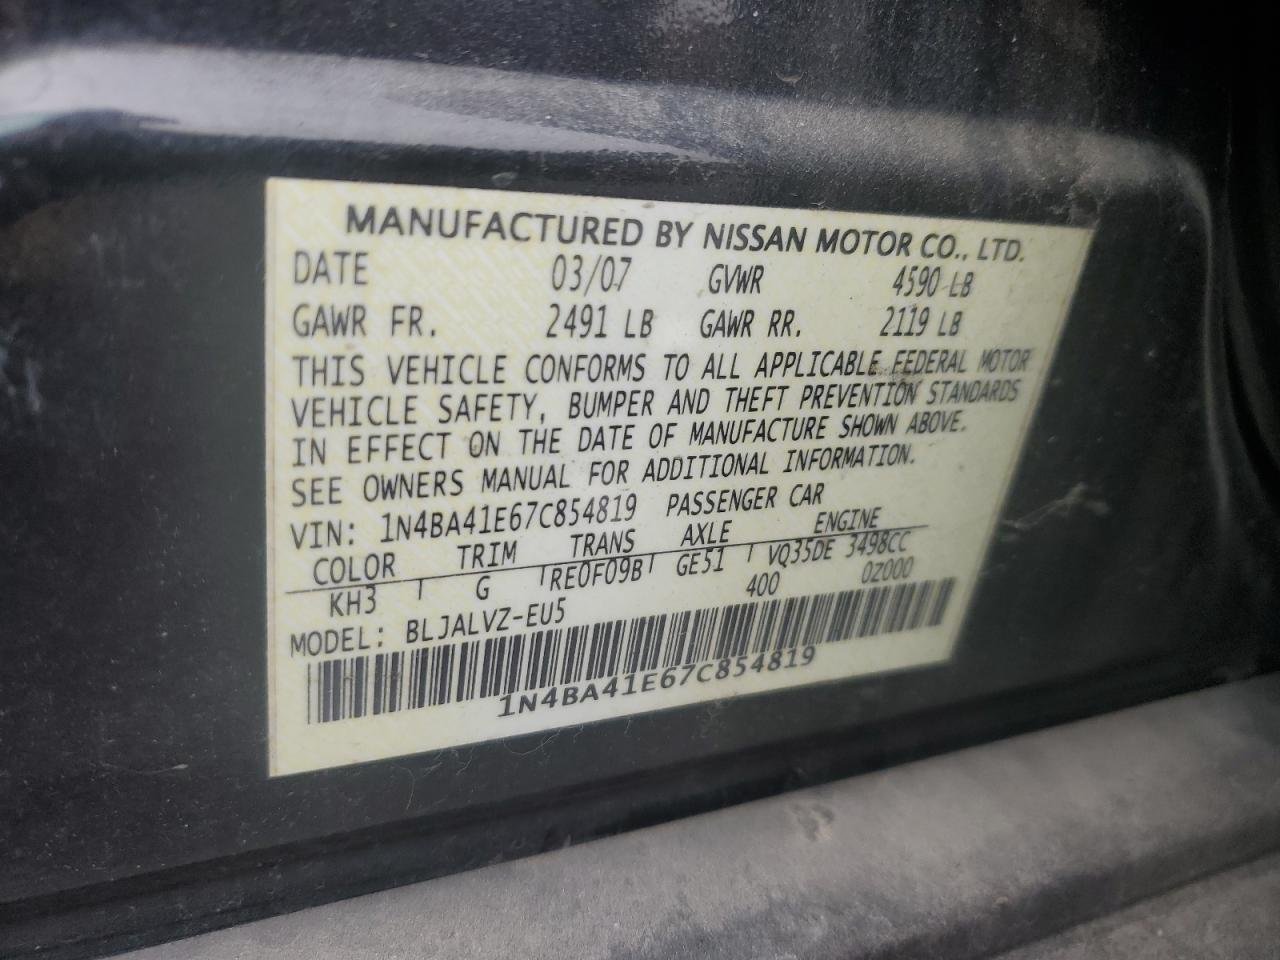 MANUFACTURED BY NISSAN MOTOR CO., LTD.
DATE 03/07 GVWR 4590 LB
GAWR FR. 2491 LB GAWR RR. 2119 LB
THIS VEHICLE CONFORMS TO ALL APPLICABLE FEDERAL MOTOR
VEHICLE SAFETY, BUMPER AND THEFT PREVENTION STANDARDS
IN EFFECT ON THE DATE OF MANUFACTURE SHOWN ABOVE.
SEE OWNERS MANUAL FOR ADDITIONAL INFORMATION.
VIN: 1N4BA41E67C854819 PASSENGER CAR
COLOR TRIM TRANS AXLE ENGINE
KH3 G RE0F09B GE51 VQ35DE 3498CC
MODEL: BLJALVZ-EU5 400 0Z000
1N4BA41E67C854819